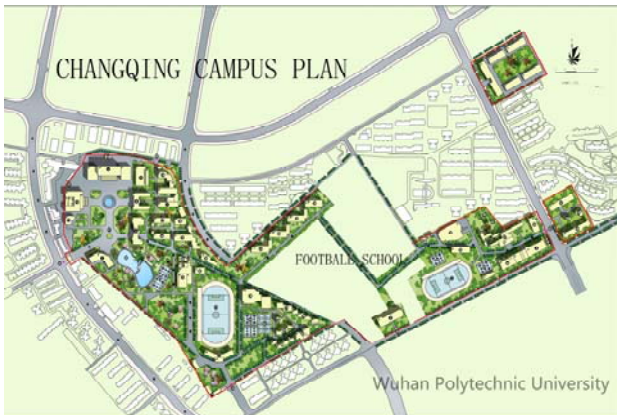 CHANGQING CAMPUS PLAN
FOOTBALL SCHOOL
Wuhan Polytechnic University